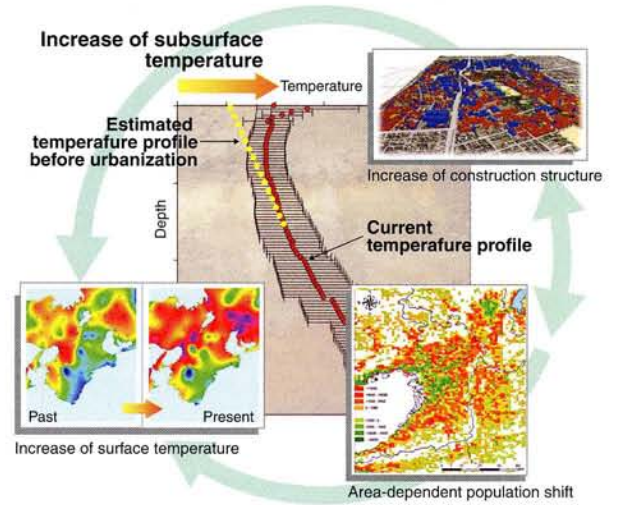 Increase of subsurface
temperature
Temperature
Estimated
temperafure profile
before urbanization
Depth
Current
temperafure profile
Increase of construction structure
Past
Present
Increase of surface temperature
Area-dependent population shift